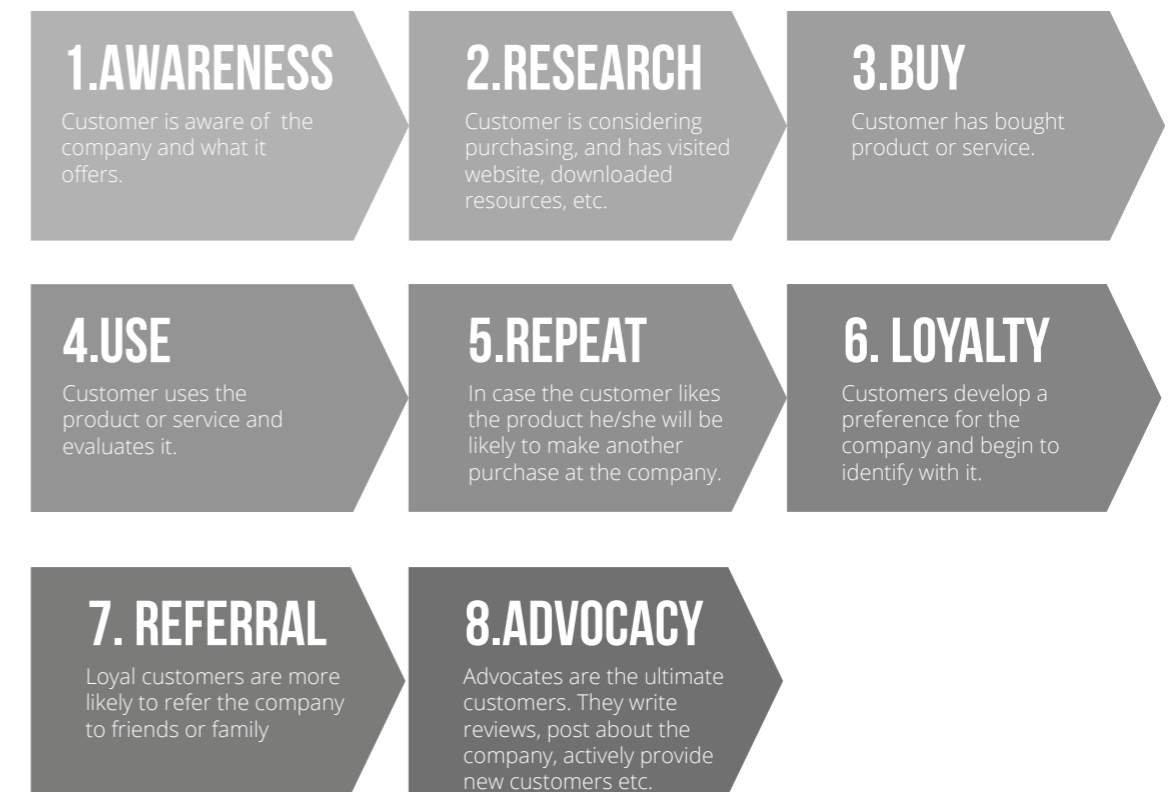 1.AWARENESS
Customer is aware of  the
company and what it
offers.
2.RESEARCH
Customer is considering
purchasing, and has visited
website, downloaded
resources, etc.
3.BUY
Customer has bought
product or service.
4.USE
Customer uses the
product or service and
evaluates it.
5.REPEAT
In case the customer likes
the product he/she will be
likely to make another
purchase at the company.
6. LOYALTY
Customers develop a
preference for the
company and begin to
identify with it.
7. REFERRAL
Loyal customers are more
likely to refer the company
to friends or family
8.ADVOCACY
Advocates are the ultimate
customers. They write
reviews, post about the
company, actively provide
new customers etc.